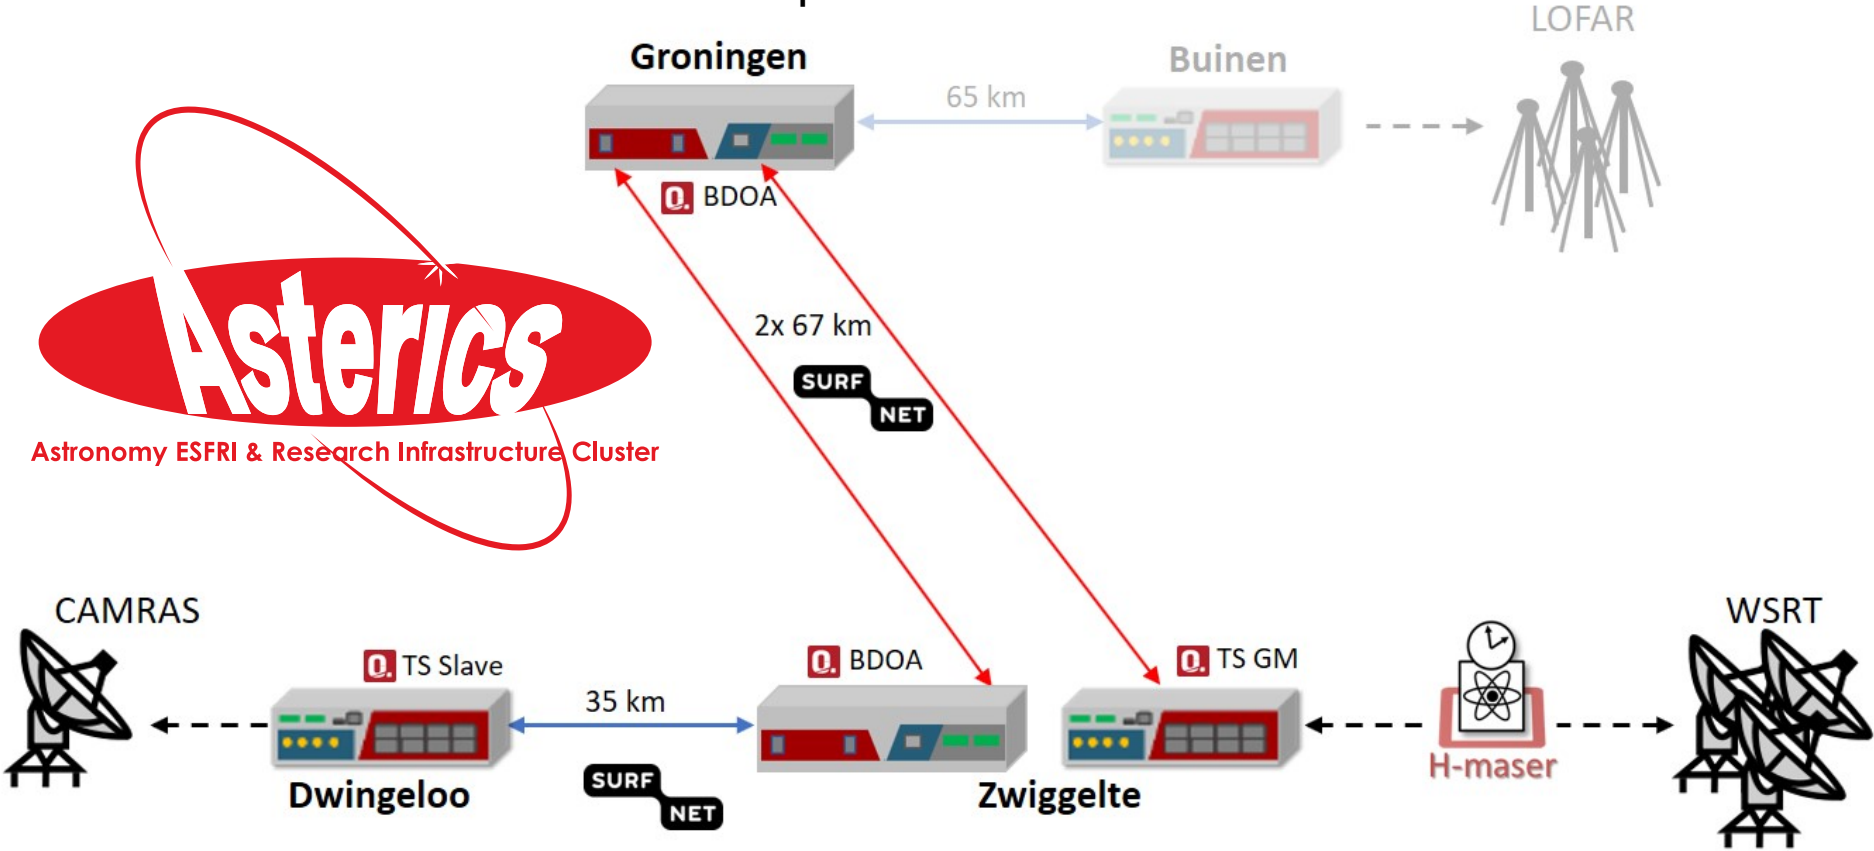 LOFAR
Groningen
Buinen
65 km
BDOA
2x 67 km
SURF
NET
Asterics
Astronomy ESFRI & Research Infrastructure Cluster
CAMRAS
WSRT
TS Slave
BDOA
TS GM
35 km
H-maser
Dwingeloo
SURF
NET
Zwiggelte